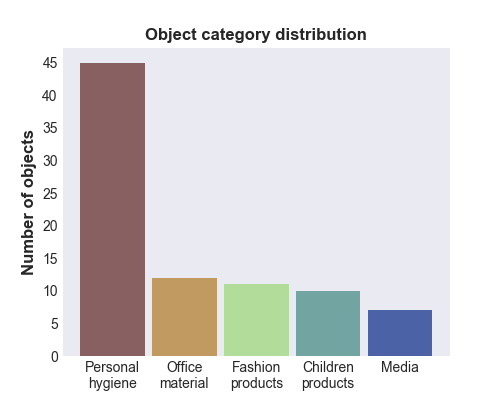 Object category distribution
Number of objects
45
40
35
30
25
20
15
10
5
0
Personal hygiene
Office material
Fashion products
Children products
Media